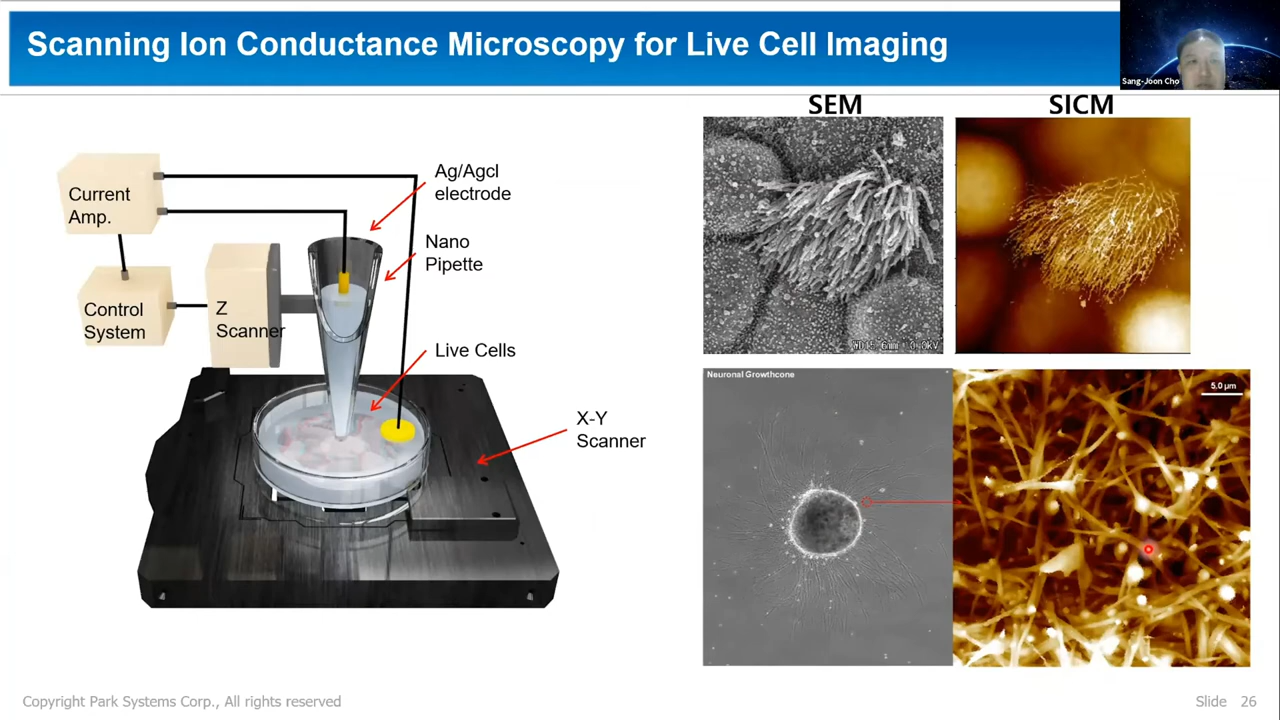 Scanning Ion Conductance Microscopy for Live Cell Imaging
Sang-Joon Cho
SEM
SICM
Current
Amp.
Ag/Agcl
electrode
Nano
Pipette
Control
System
Z
Scanner
Live Cells
X-Y
Scanner
WD15.6mm
Neuronal Growthcone
5.0 µm
Copyright Park Systems Corp., All rights reserved
Slide 26